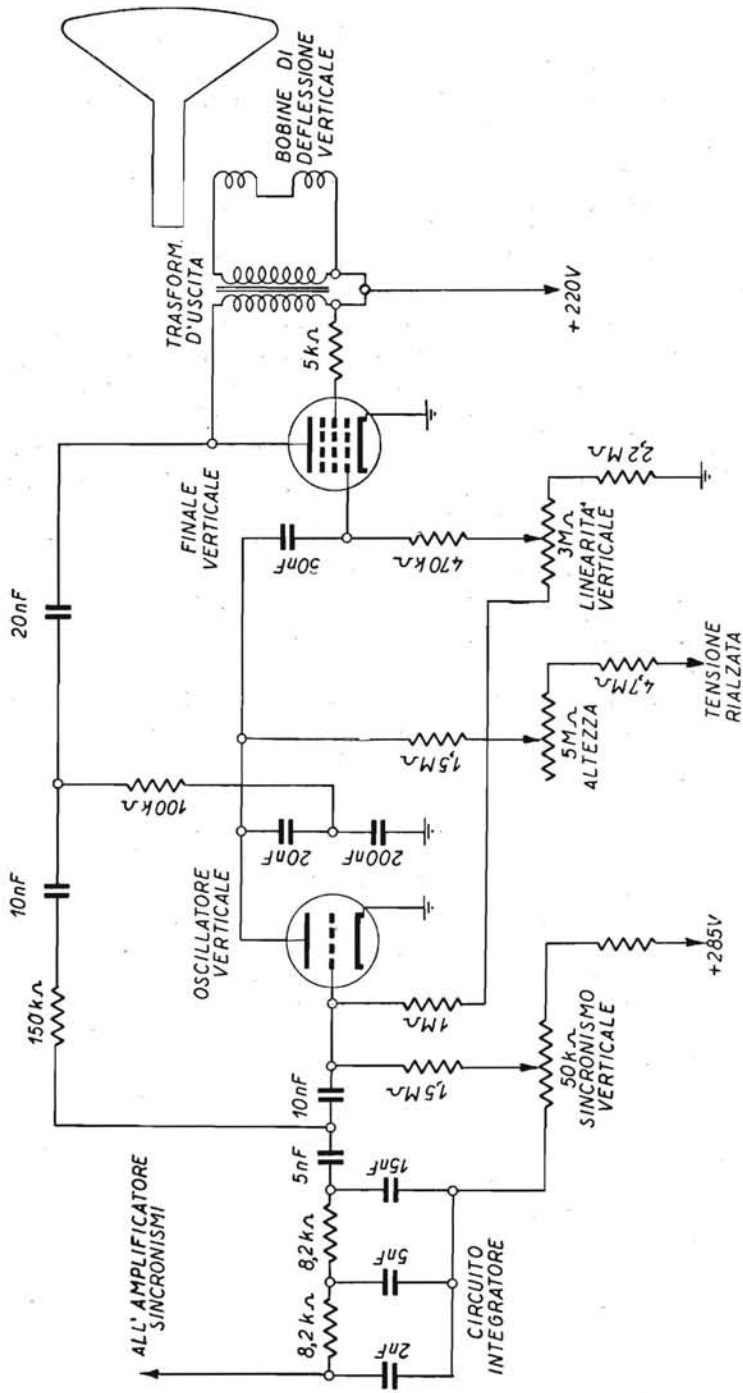 ALL' AMPLIFICATORE
SINCRONISMI
150kΩ
10nF
20nF
8,2kΩ
8,2kΩ
5nF
10nF
2nF
5nF
15nF
CIRCUITO
INTEGRATORE
1,5MΩ
1MΩ
50kΩ
SINCRONISMO
VERTICALE
+285V
OSCILLATORE
VERTICALE
20nF
200nF
100kΩ
1,5MΩ
5MΩ
ALTEZZA
4,7MΩ
TENSIONE
RIALZATA
FINALE
VERTICALE
50nF
470kΩ
3MΩ
LINEARITA'
VERTICALE
2,2MΩ
5kΩ
TRASFORM.
D'USCITA
BOBINE DI
DEFLESSIONE
VERTICALE
+220V